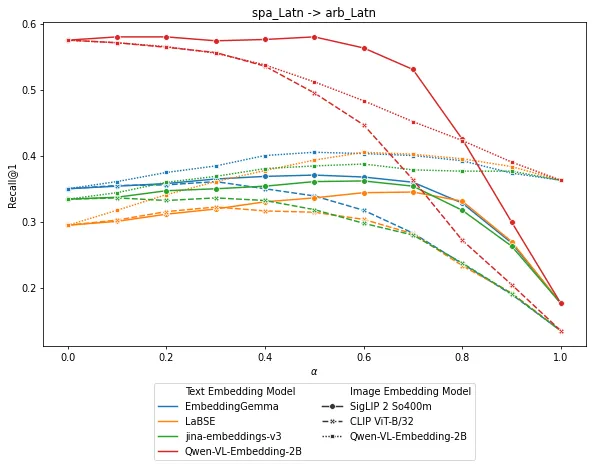 spa_Latn -> arb_Latn
0.6
0.5
0.4
0.3
0.2
Recall@1
0.0 0.2 0.4 0.6 0.8 1.0
α
Text Embedding Model Image Embedding Model
EmbeddingGemma SigLIP 2 So400m
LaBSE CLIP ViT-B/32
jina-embeddings-v3 Qwen-VL-Embedding-2B
Qwen-VL-Embedding-2B